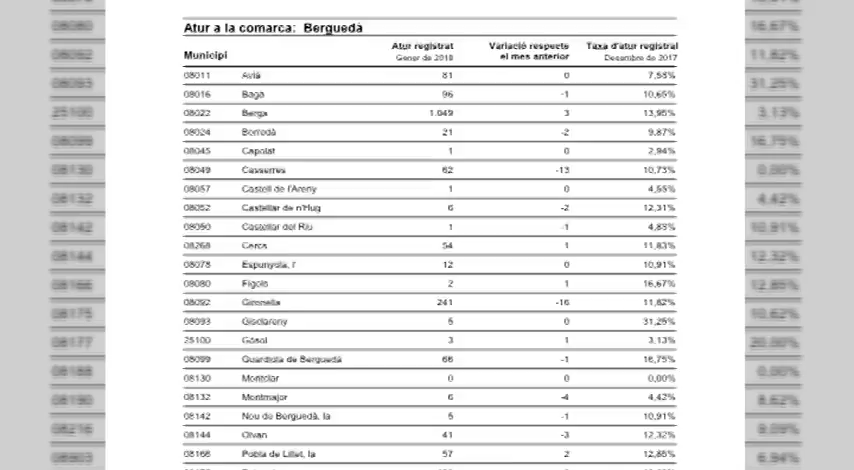 Atur a la comarca: Berguedà
Municipi Atur registrat Gener de 2018 Variació respecte el mes anterior Taxa d'atur registral Desembre de 2017
08011 Avià 81 0 7,53%
08016 Bagà 96 -1 10,65%
08022 Berga 1.049 3 13,95%
08024 Borredà 21 -2 9,87%
08045 Capolat 1 0 2,94%
08049 Casserres 62 -13 10,73%
08057 Castell de l'Areny 1 0 4,55%
08052 Castellar de n'Hug 6 -2 12,31%
08050 Castellar del Riu 1 -1 4,83%
08268 Cercs 54 1 11,83%
08078 Espunyola, l' 12 0 10,91%
08080 Fígols 2 1 16,67%
08092 Gironella 241 -16 11,82%
08093 Gisclareny 5 0 31,25%
25100 Gósol 3 1 3,13%
08099 Guardiola de Berguedà 66 -1 16,75%
08130 Montclar 0 0 0,00%
08132 Montmajor 6 -4 4,42%
08142 Nou de Berguedà, la 5 -1 10,91%
08144 Olvan 41 -3 12,32%
08166 Pobla de Lillet, la 57 2 12,85%